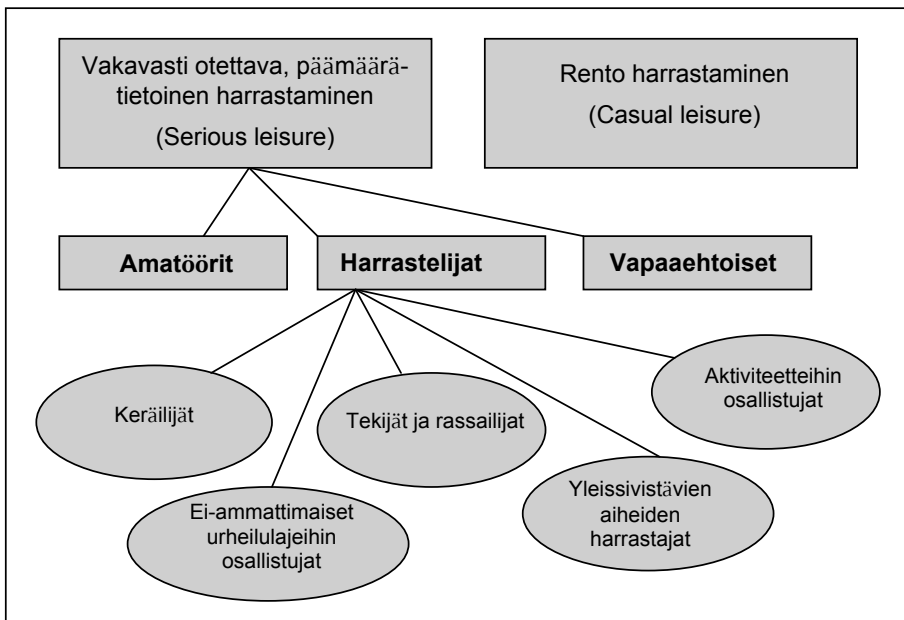 Vakavasti otettava, päämäärä-
tietoinen harrastaminen
(Serious leisure)
Rento harrastaminen
(Casual leisure)
Amatöörit
Harrastelijat
Vapaaehtoiset
Keräilijät
Tekijät ja rassailijat
Aktiviteetteihin
osallistujat
Ei-ammattimaiset
urheilulajeihin
osallistujat
Yleissivistävien
aiheiden
harrastajat